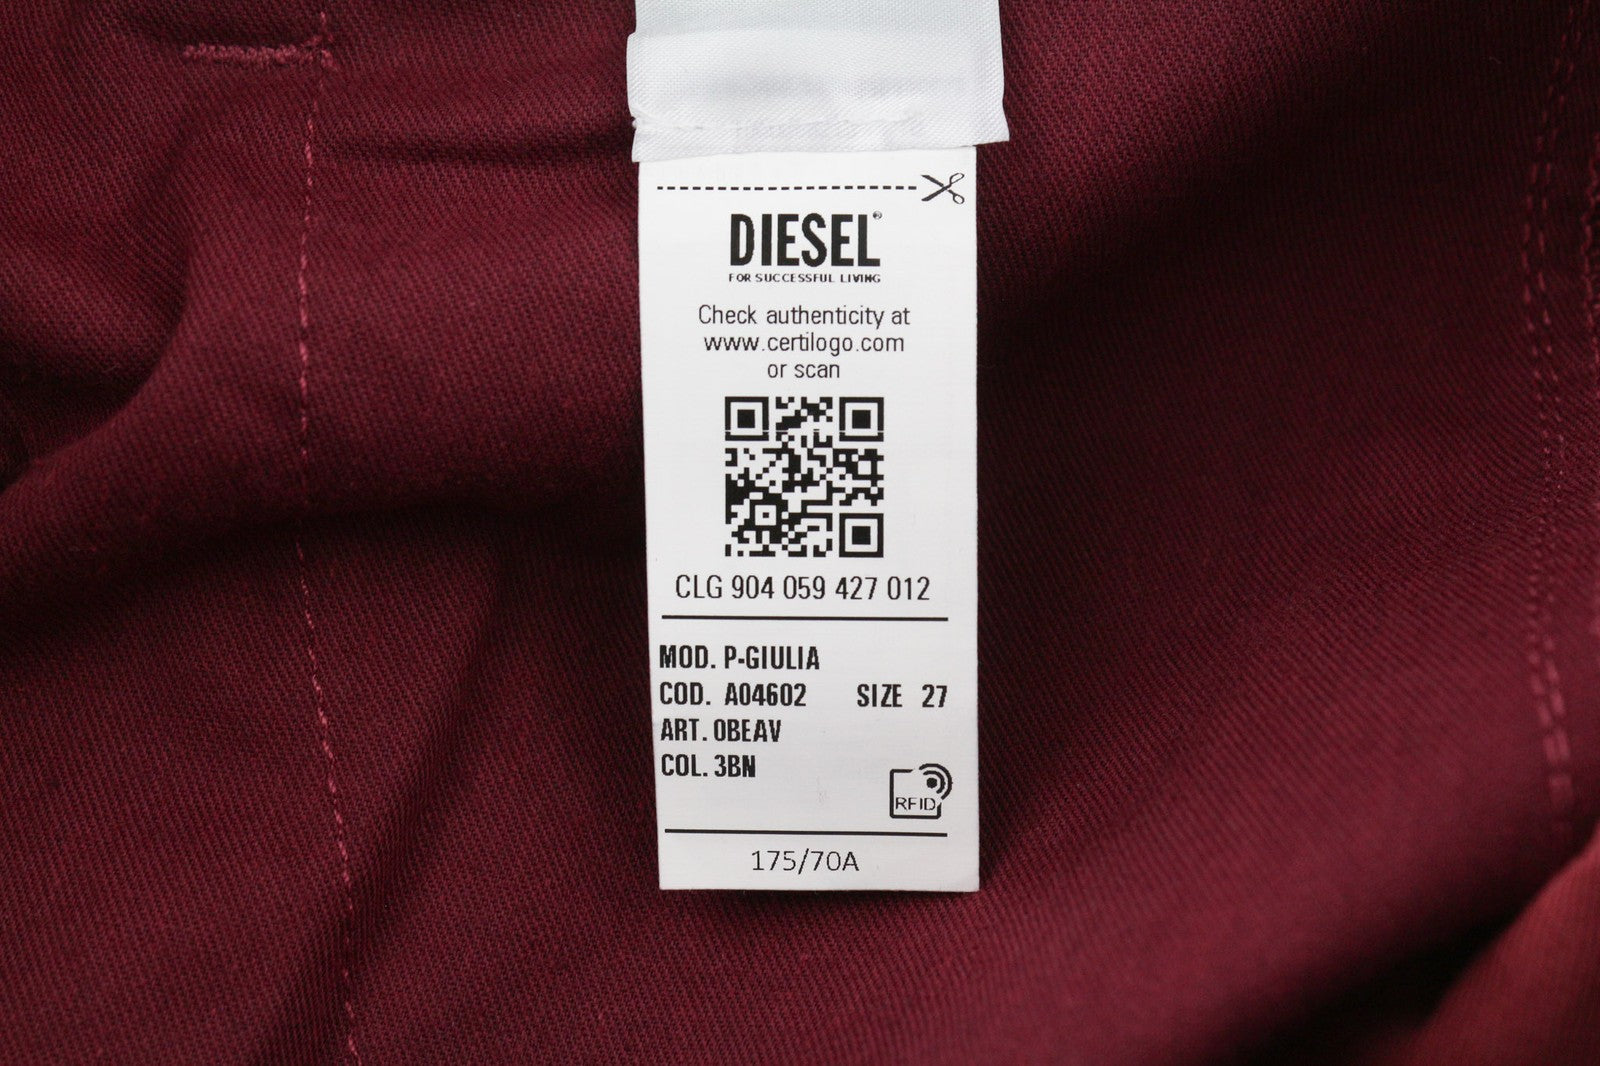 DIESEL®
FOR SUCCESSFUL LIVING
Check authenticity at
www.certilogo.com
or scan
CLG 904 059 427 012
MOD. P-GIULIA
COD. A04602 SIZE 27
ART. 0BEAV
COL. 3BN
RFID
175/70A